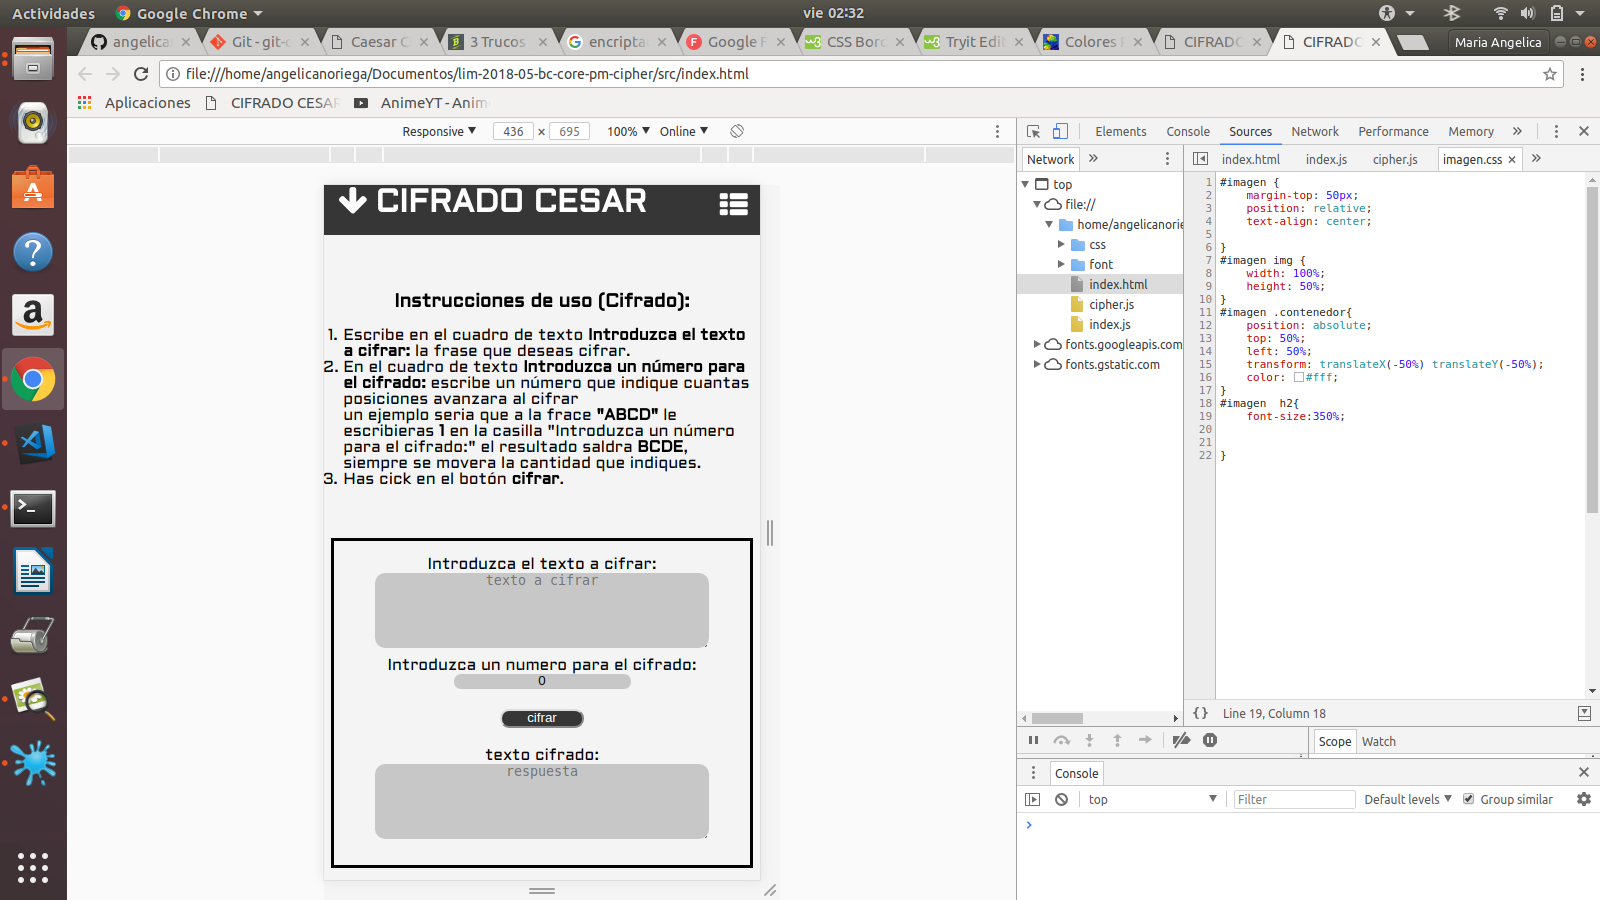 Actividades
Google Chrome
vie 02:32
angelica
Git - git-c
Caesar C
3 Trucos
encripta
Google F
CSS Bord
Tryit Edit
Colores
CIFRADO
CIFRADO
Maria Angelica
file:///home/angelicanoriega/Documentos/lim-2018-05-bc-core-pm-cipher/src/index.html
Aplicaciones
CIFRADO CESAR
AnimeYT - Anim
Responsive
436 × 695
100%
Online
Elements
Console
Sources
Network
Performance
Memory
»
Network
»
index.html
index.js
cipher.js
imagen.css
»
top
file://
home/angelicanorie
css
font
index.html
cipher.js
index.js
fonts.googleapis.com
fonts.gstatic.com
1 #imagen {
2 margin-top: 50px;
3 position: relative;
4 text-align: center;
5
6 }
7 #imagen img {
8 width: 100%;
9 height: 50%;
10 }
11 #imagen .contenedor{
12 position: absolute;
13 top: 50%;
14 left: 50%;
15 transform: translateX(-50%) translateY(-50%);
16 color: #fff;
17 }
18 #imagen  h2{
19 font-size:350%;
20
21
22 }
{} Line 19, Column 18
Scope
Watch
Console
top
Filter
Default levels
Group similar
CIFRADO CESAR
Instrucciones de uso (Cifrado):
1. Escribe en el cuadro de texto Introduzca el texto
a cifrar: la frase que deseas cifrar.
2. En el cuadro de texto Introduzca un número para
el cifrado: escribe un número que indique cuantas
posiciones avanzara al cifrar
un ejemplo seria que a la frace "ABCD" le
escribieras 1 en la casilla "Introduzca un número
para el cifrado:" el resultado saldra BCDE,
siempre se movera la cantidad que indiques.
3. Has cick en el botón cifrar.
Introduzca el texto a cifrar:
texto a cifrar
Introduzca un numero para el cifrado:
0
cifrar
texto cifrado:
respuesta